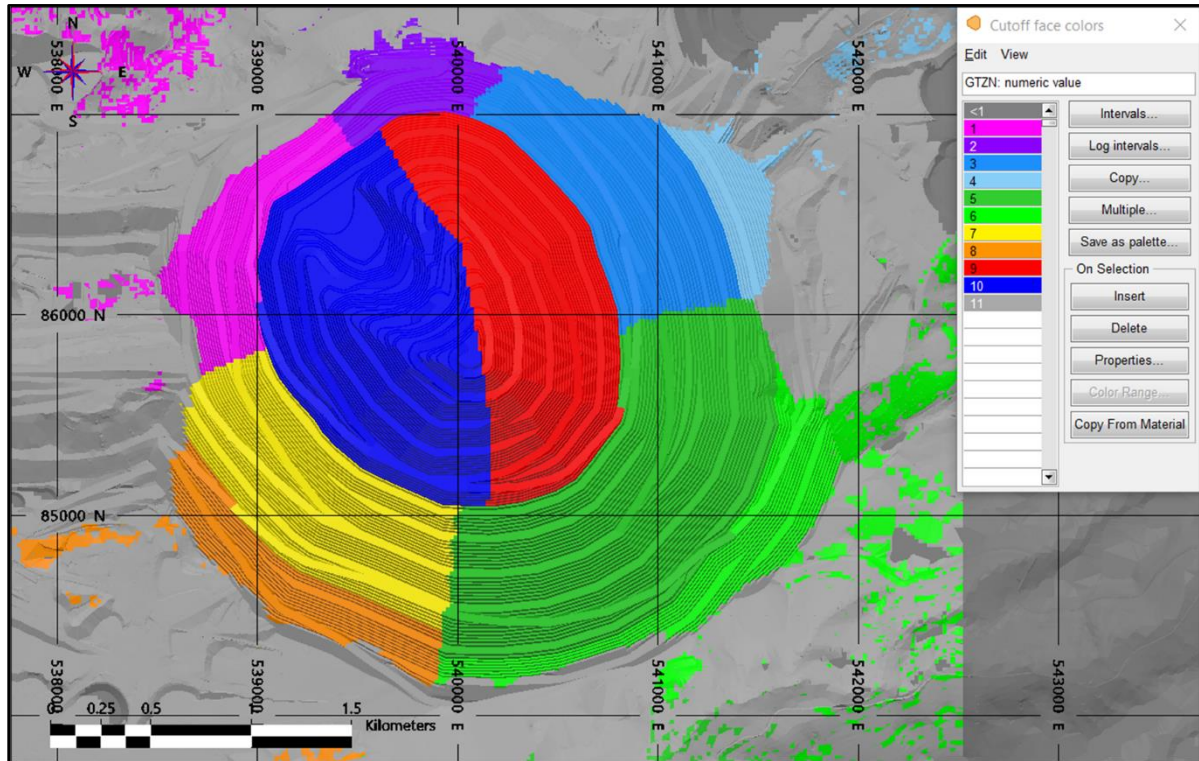 N
W E
S
538000 E
539000 E
540000 E
541000 E
542000 E
86000 N
85000 N
538000 E
539000 E
540000 E
541000 E
542000 E
543000 E
0 0.25 0.5 1.5
Kilometers
Cutoff face colors
Edit View
GTZN: numeric value
<1
1
2
3
4
5
6
7
8
9
10
11
Intervals...
Log intervals...
Copy...
Multiple...
Save as palette...
On Selection
Insert
Delete
Properties...
Color Range...
Copy From Material